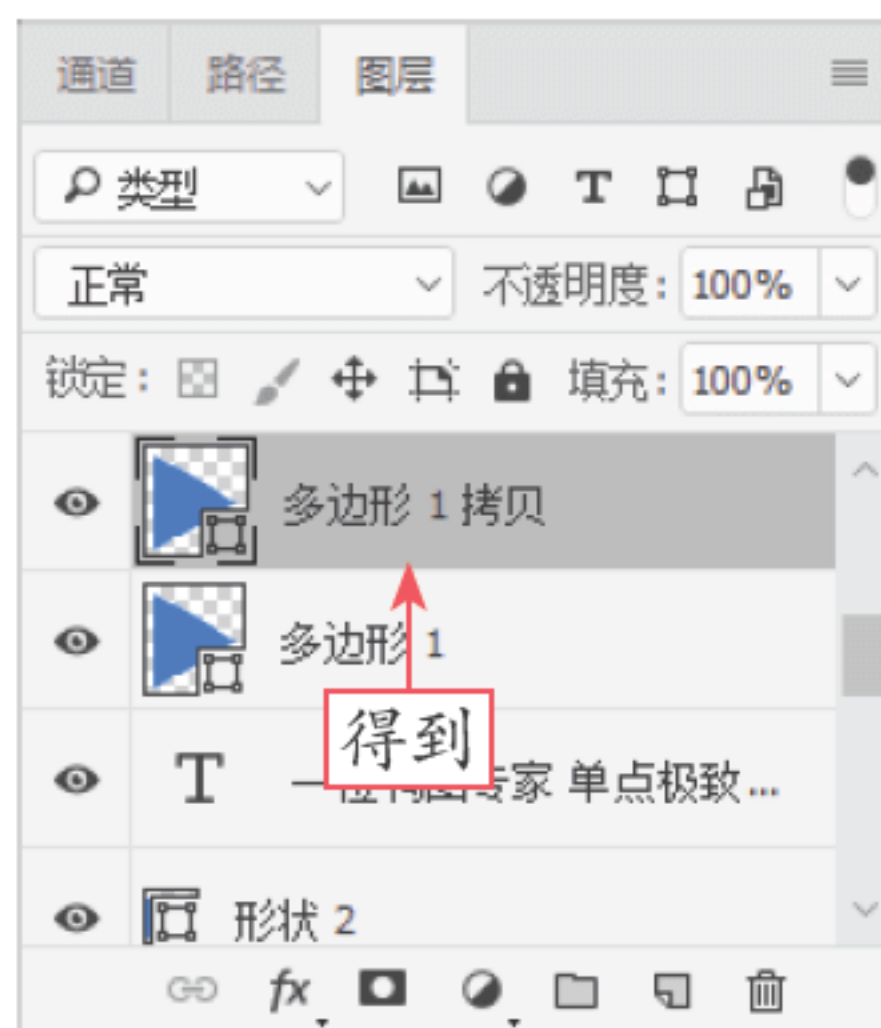 通道 路径 图层
类型 T
正常 不透明度: 100%
锁定: 填充: 100%
多边形 1 拷贝
多边形 1
得到
T 专家 单点极致...
形状 2
fx